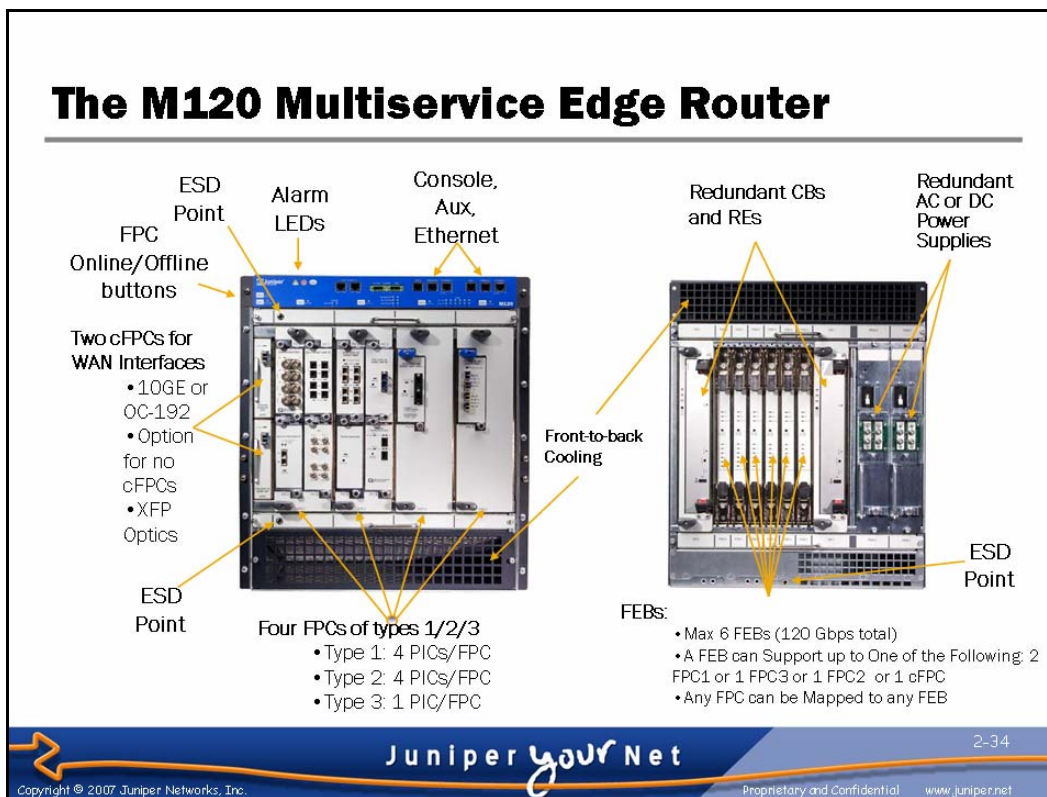 The M120 Multiservice Edge Router
ESD
Point
Alarm
LEDs
Console,
Aux,
Ethernet
Redundant CBs
and REs
Redundant
AC or DC
Power
Supplies
FPC
Online/Offline
buttons
Two cFPCs for
WAN Interfaces
•10GE or
OC-192
•Option
for no
cFPCs
•XFP
Optics
M120
Front-to-back
Cooling
ESD
Point
ESD
Point
Four FPCs of types 1/2/3
•Type 1: 4 PICs/FPC
•Type 2: 4 PICs/FPC
•Type 3: 1 PIC/FPC
FEBs:
•Max 6 FEBs (120 Gbps total)
•A FEB can Support up to One of the Following: 2
FPC1 or 1 FPC3 or 1 FPC2 or 1 cFPC
•Any FPC can be Mapped to any FEB
2-34
Juniper your Net
Copyright © 2007 Juniper Networks, Inc.
Proprietary and Confidential
www.juniper.net